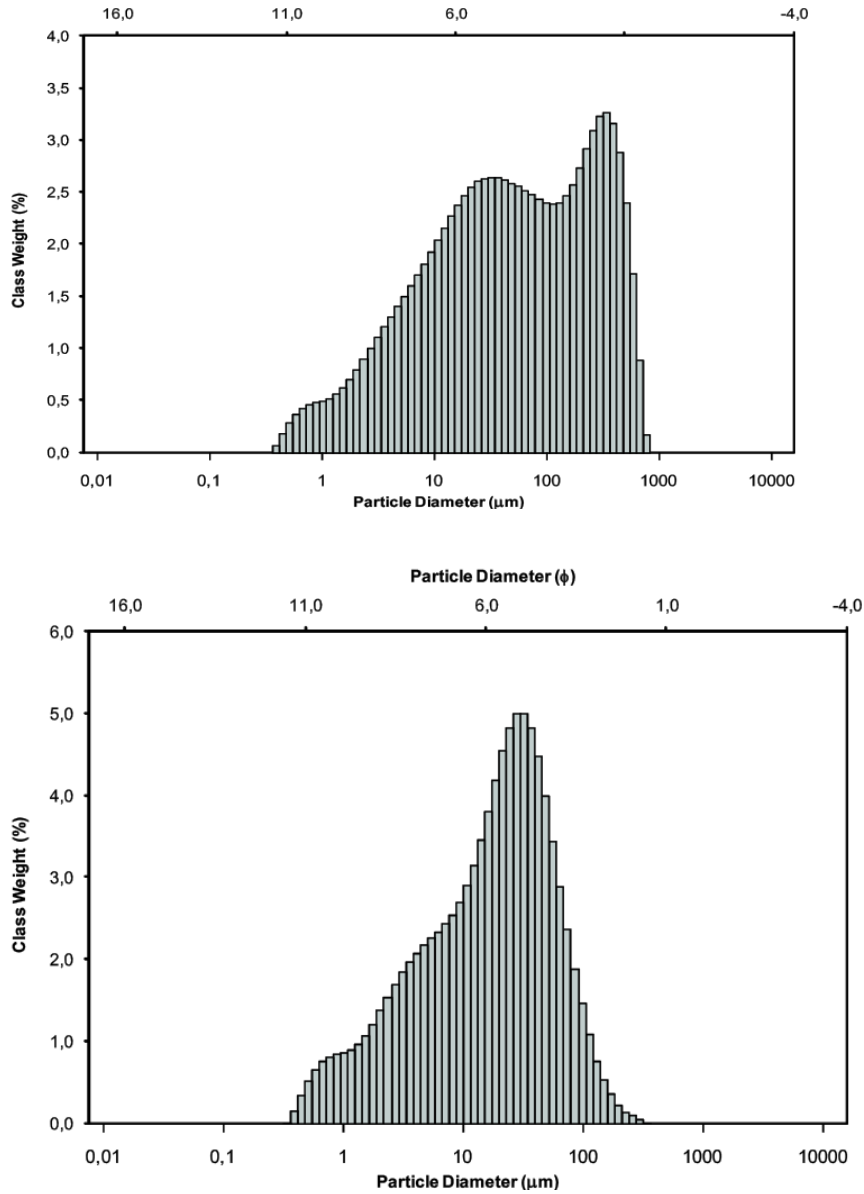 16,0 11,0 6,0 -4,0
4,0
3,5
3,0
2,5
2,0
1,5
1,0
0,5
0,0
Class Weight (%)
0,01 0,1 1 10 100 1000 10000
Particle Diameter (μm)
Particle Diameter (ϕ)
16,0 11,0 6,0 1,0 -4,0
6,0
5,0
4,0
3,0
2,0
1,0
0,0
Class Weight (%)
0,01 0,1 1 10 100 1000 10000
Particle Diameter (μm)